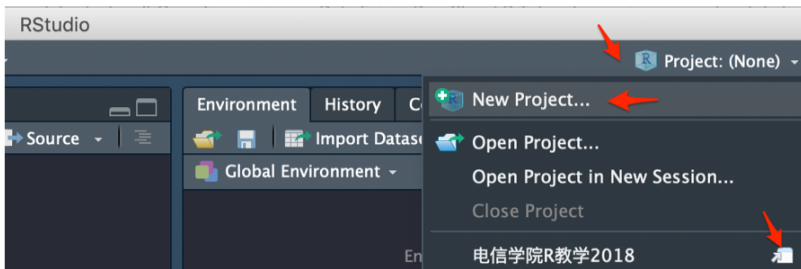 RStudio
Project: (None)
Environment History
New Project...
Source
Import
Open Project...
Global Environment
Open Project in New Session...
Close Project
电信学院R教学2018